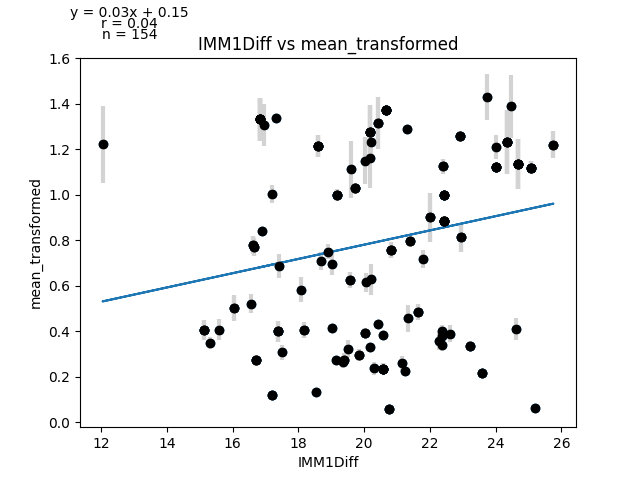 y = 0.03x + 0.15
r = 0.04
n = 154
IMM1Diff vs mean_transformed
1.6
1.4
1.2
1.0
0.8
0.6
0.4
0.2
0.0
mean_transformed
12 14 16 18 20 22 24 26
IMM1Diff